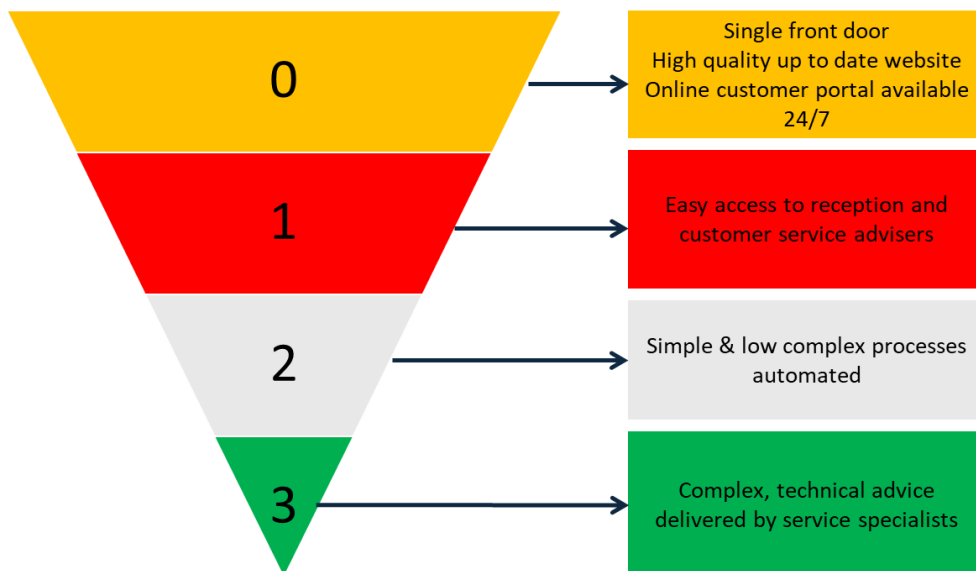 0
Single front door
High quality up to date website
Online customer portal available
24/7
1
Easy access to reception and
customer service advisers
2
Simple & low complex processes
automated
3
Complex, technical advice
delivered by service specialists